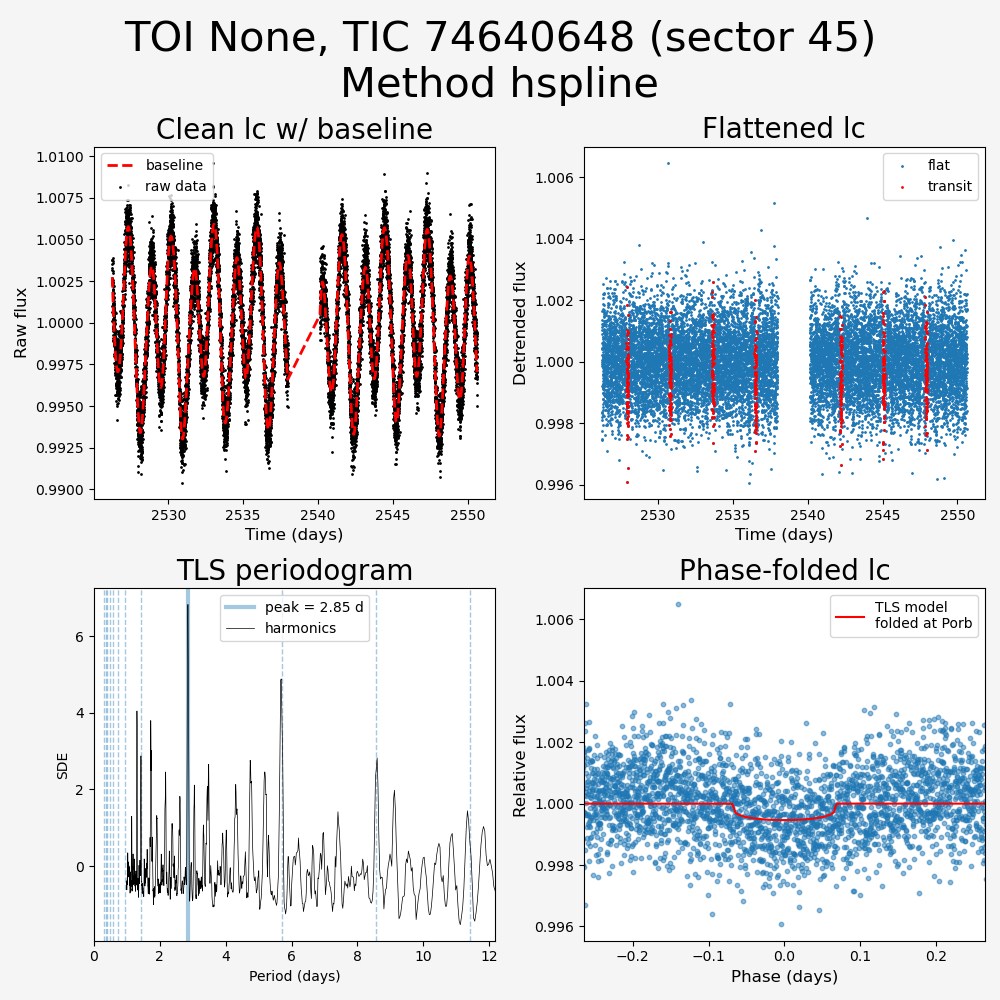 TOI None, TIC 74640648 (sector 45)
Method hspline
Clean lc w/ baseline
baseline
raw data
1.0100
1.0075
1.0050
1.0025
1.0000
0.9975
0.9950
0.9925
0.9900
Raw flux
2530
2535
2540
2545
2550
Time (days)
Flattened lc
flat
transit
1.006
1.004
1.002
1.000
0.998
0.996
Detrended flux
2530
2535
2540
2545
2550
Time (days)
TLS periodogram
peak = 2.85 d
harmonics
6
4
2
0
SDE
0
2
4
6
8
10
12
Period (days)
Phase-folded lc
TLS model
folded at Porb
1.006
1.004
1.002
1.000
0.998
0.996
Relative flux
−0.2
−0.1
0.0
0.1
0.2
Phase (days)